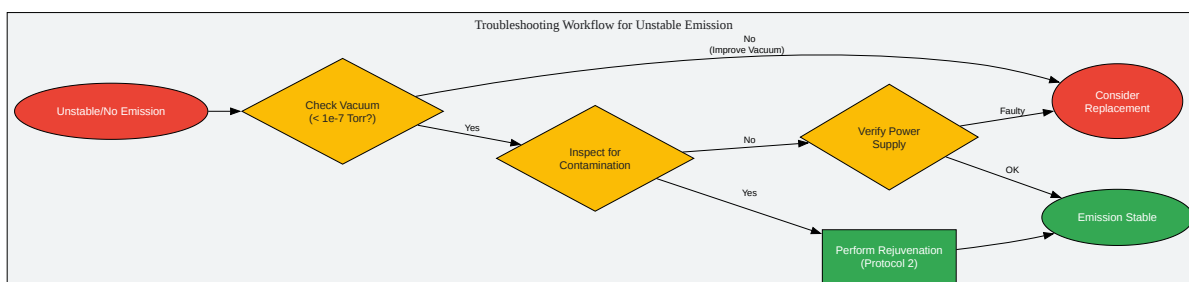 Troubleshooting Workflow for Unstable Emission
Unstable/No Emission
Check Vacuum
(< 1e-7 Torr?)
No
(Improve Vacuum)
Yes
Inspect for
Contamination
No
Yes
Verify Power
Supply
Faulty
OK
Consider
Replacement
Perform Rejuvenation
(Protocol 2)
Emission Stable